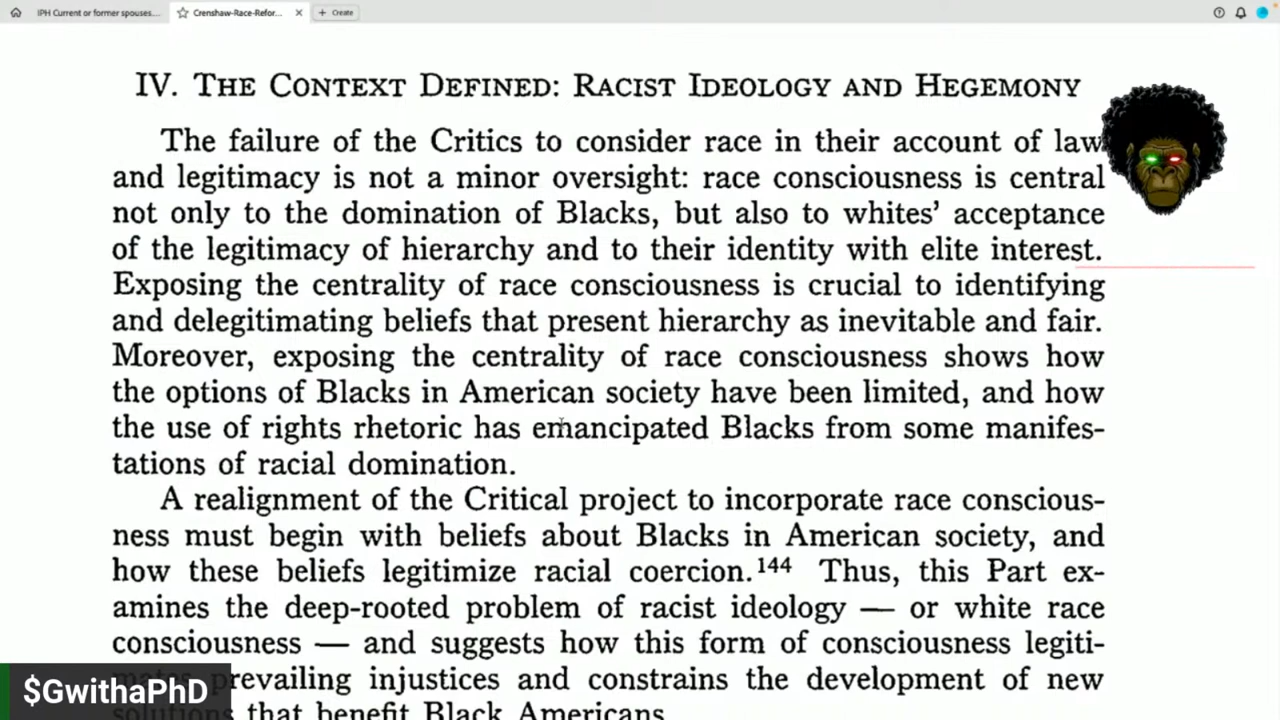 IPH Current or former spouses....
Crenshaw-Race-Refor...
Create
IV. THE CONTEXT DEFINED: RACIST IDEOLOGY AND HEGEMONY
The failure of the Critics to consider race in their account of law
and legitimacy is not a minor oversight: race consciousness is central
not only to the domination of Blacks, but also to whites' acceptance
of the legitimacy of hierarchy and to their identity with elite interest.
Exposing the centrality of race consciousness is crucial to identifying
and delegitimating beliefs that present hierarchy as inevitable and fair.
Moreover, exposing the centrality of race consciousness shows how
the options of Blacks in American society have been limited, and how
the use of rights rhetoric has emancipated Blacks from some manifes-
tations of racial domination.
A realignment of the Critical project to incorporate race conscious-
ness must begin with beliefs about Blacks in American society, and
how these beliefs legitimize racial coercion.144 Thus, this Part ex-
amines the deep-rooted problem of racist ideology — or white race
consciousness — and suggests how this form of consciousness legiti-
prevailing injustices and constrains the development of new
that benefit Black Americans.
$GwithaPhD